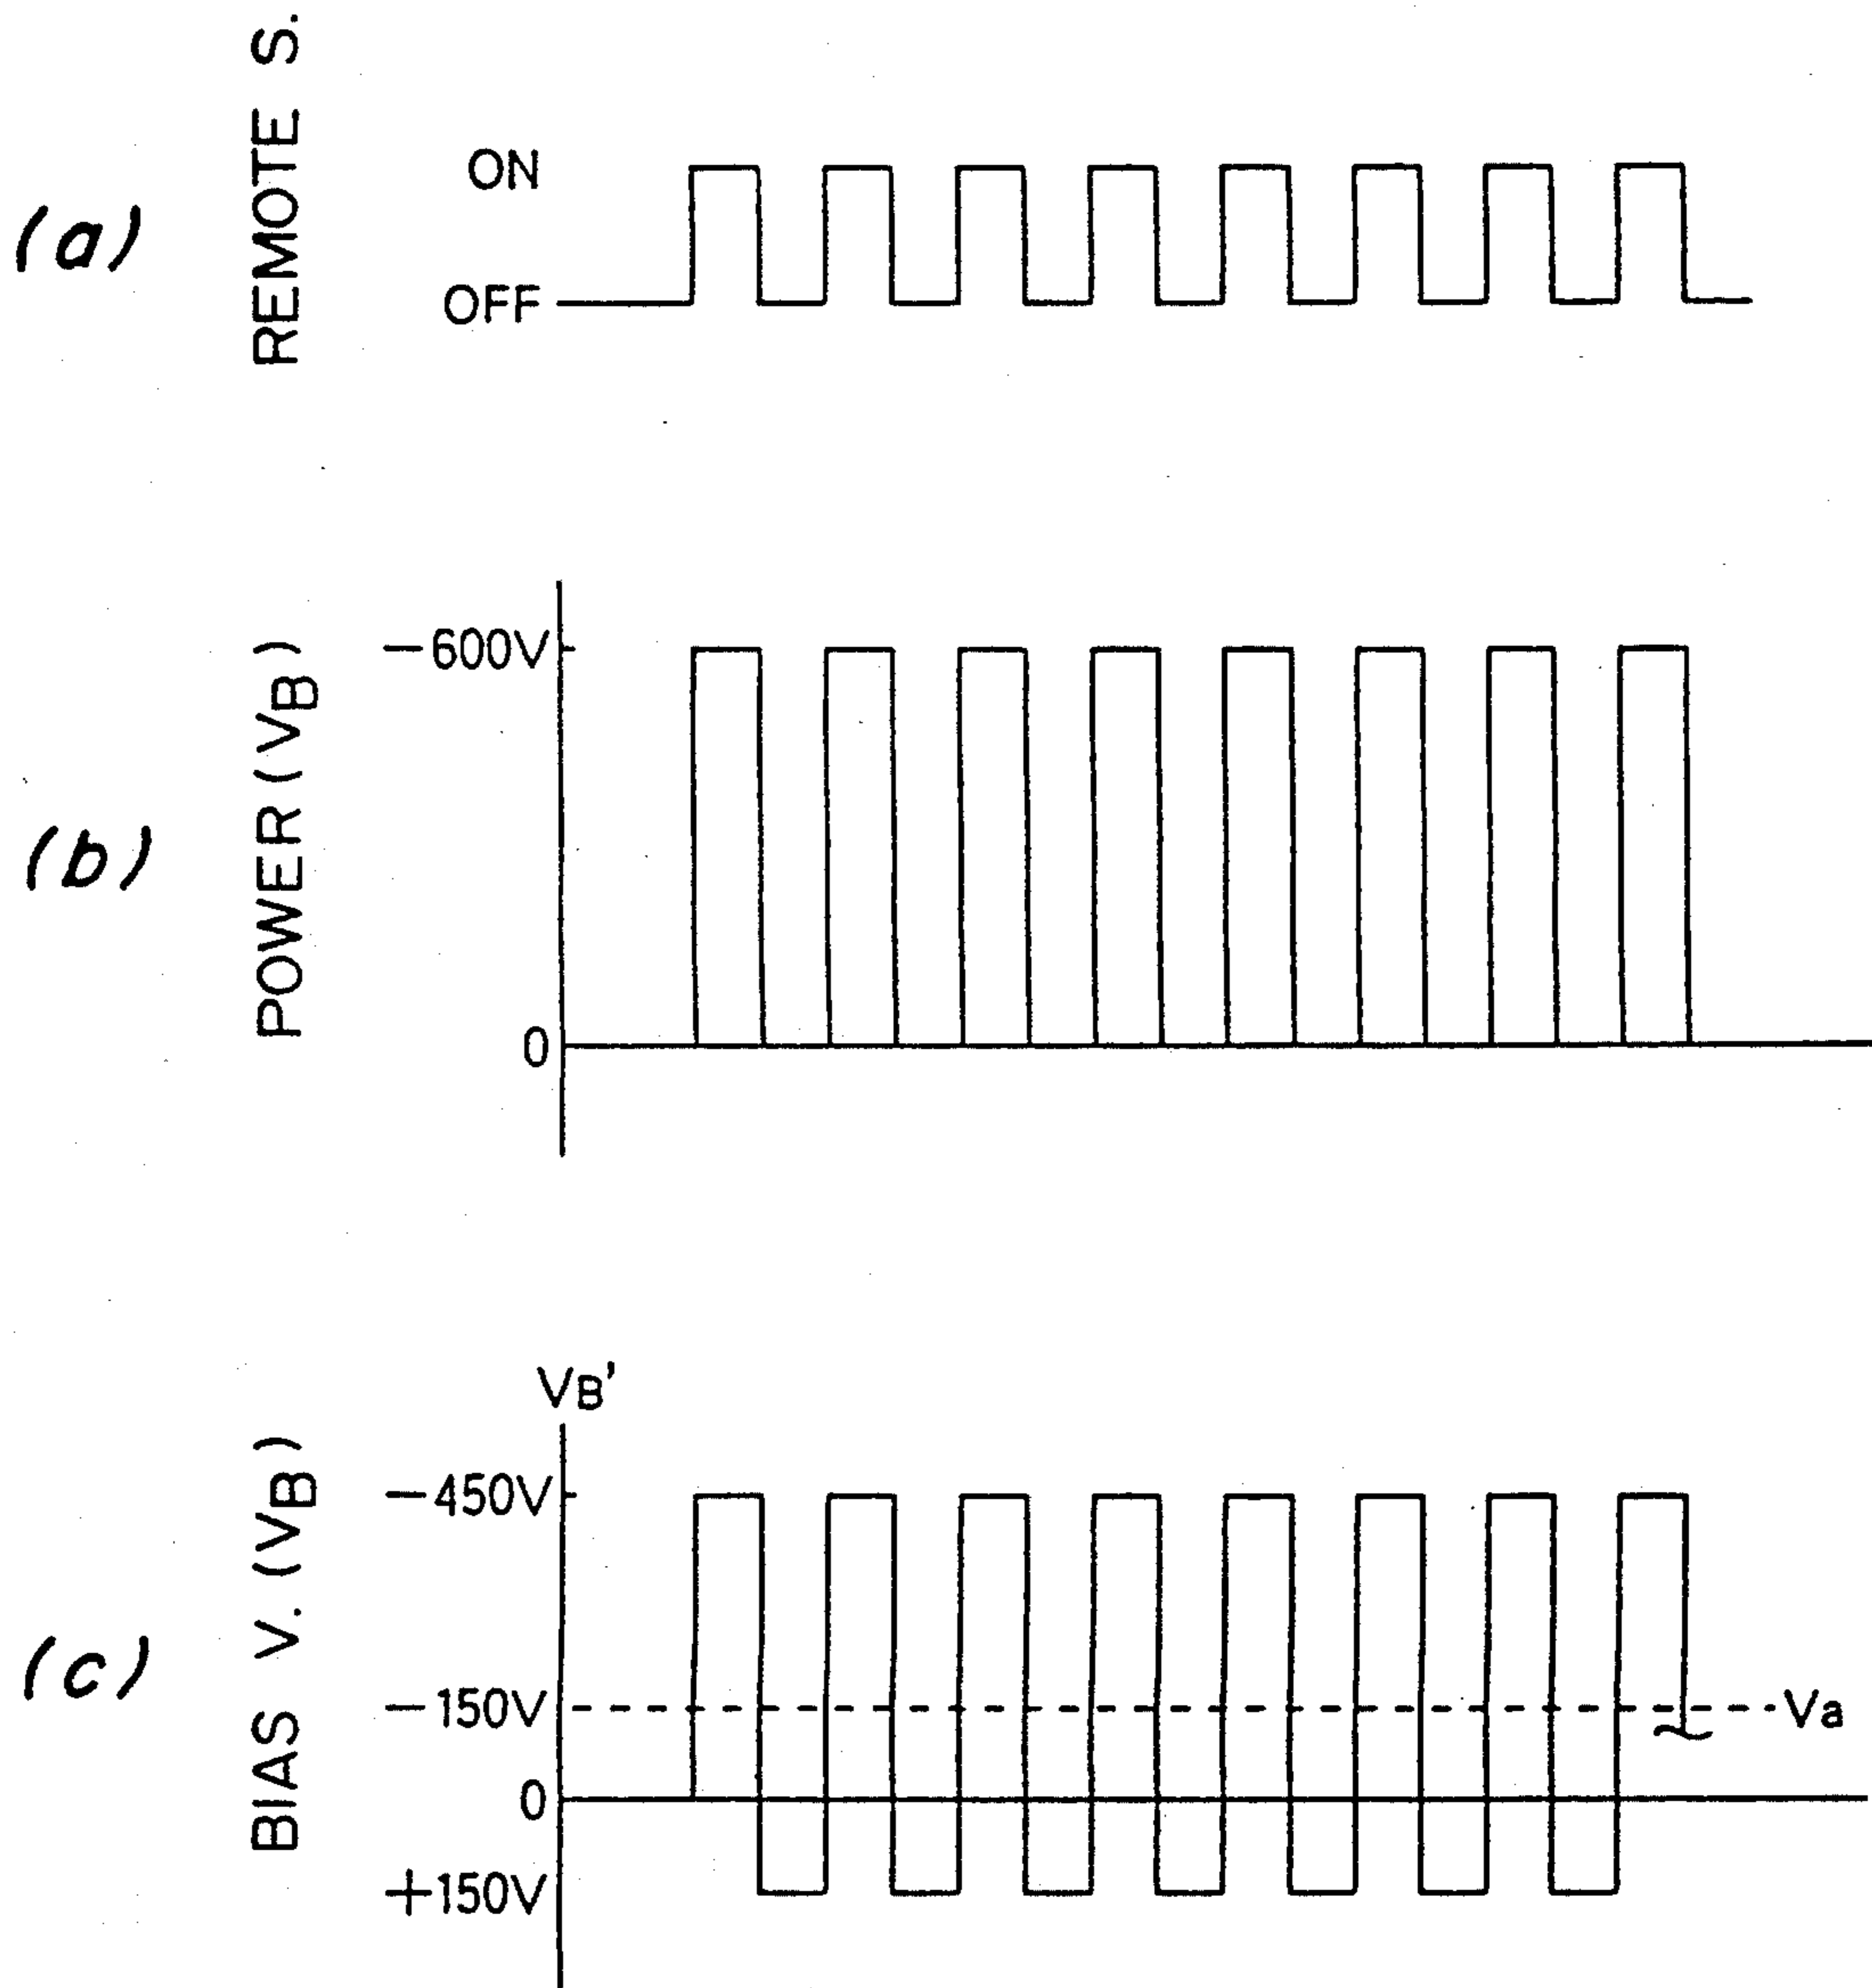 (a)
REMOTE S.
ON
OFF
(b)
POWER (VB)
−600V
0
(c)
BIAS V. (VB)
VB'
−450V
−150V
Va
0
+150V